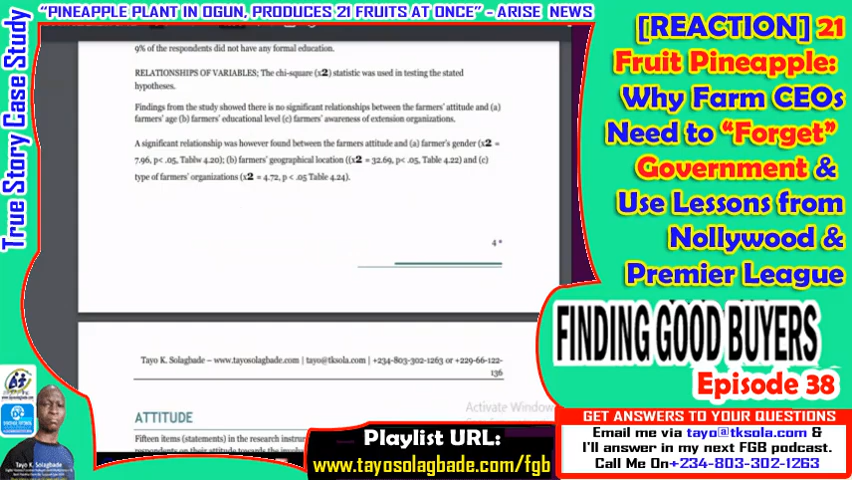 "PINEAPPLE PLANT IN OGUN, PRODUCES 21 FRUITS AT ONCE" - ARISE NEWS
True Story Case Study
9% of the respondents did not have any formal education.
RELATIONSHIPS OF VARIABLES; The chi-square (x2) statistic was used in testing the stated
hypotheses.
Findings from the study showed there is no significant relationships between the farmers' attitude and (a)
farmers' age (b) farmers' educational level (c) farmers' awareness of extension organizations.
A significant relationship was however found between the farmers attitude and (a) farmer's gender (x2 =
7.96, p< .05, Tablw 4.20); (b) farmers' geographical location ((x2 = 32.69, p< .05, Table 4.22) and (c)
type of farmers' organizations (x2 = 4.72, p < .05 Table 4.24).
4 *
Tayo K. Solagbade – www.tayosolagbade.com | tayo@tksola.com | +234-803-302-1263 or +229-66-122-
136
Activate Window
ATTITUDE
Fifteen items (statements) in the research instru
[REACTION] 21
Fruit Pineapple:
Why Farm CEOs
Need to "Forget"
Government &
Use Lessons from
Nollywood &
Premier League
FINDING GOOD BUYERS
Episode 38
GET ANSWERS TO YOUR QUESTIONS
Email me via tayo@tksola.com &
I'll answer in my next FGB podcast.
Call Me On+234-803-302-1263
Playlist URL:
www.tayosolagbade.com/fgb
Tayo K. Solagbade